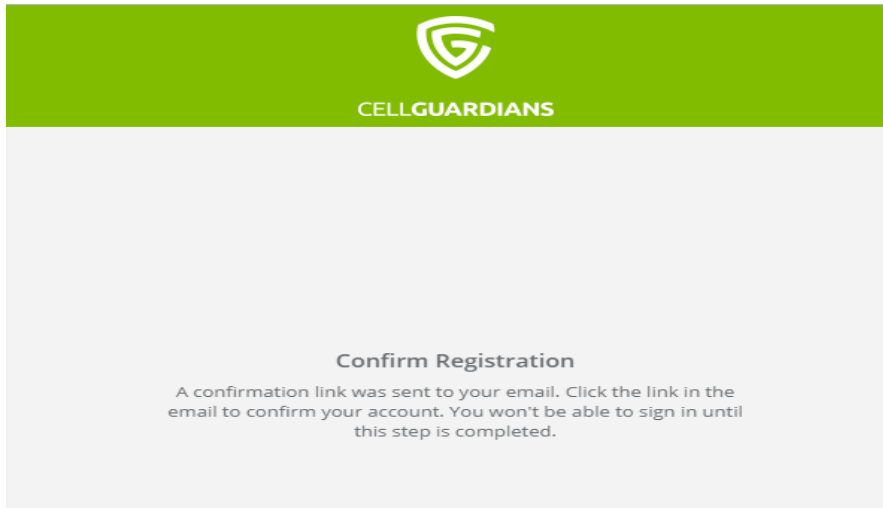 CELLGUARDIANS
Confirm Registration
A confirmation link was sent to your email. Click the link in the
email to confirm your account. You won't be able to sign in until
this step is completed.